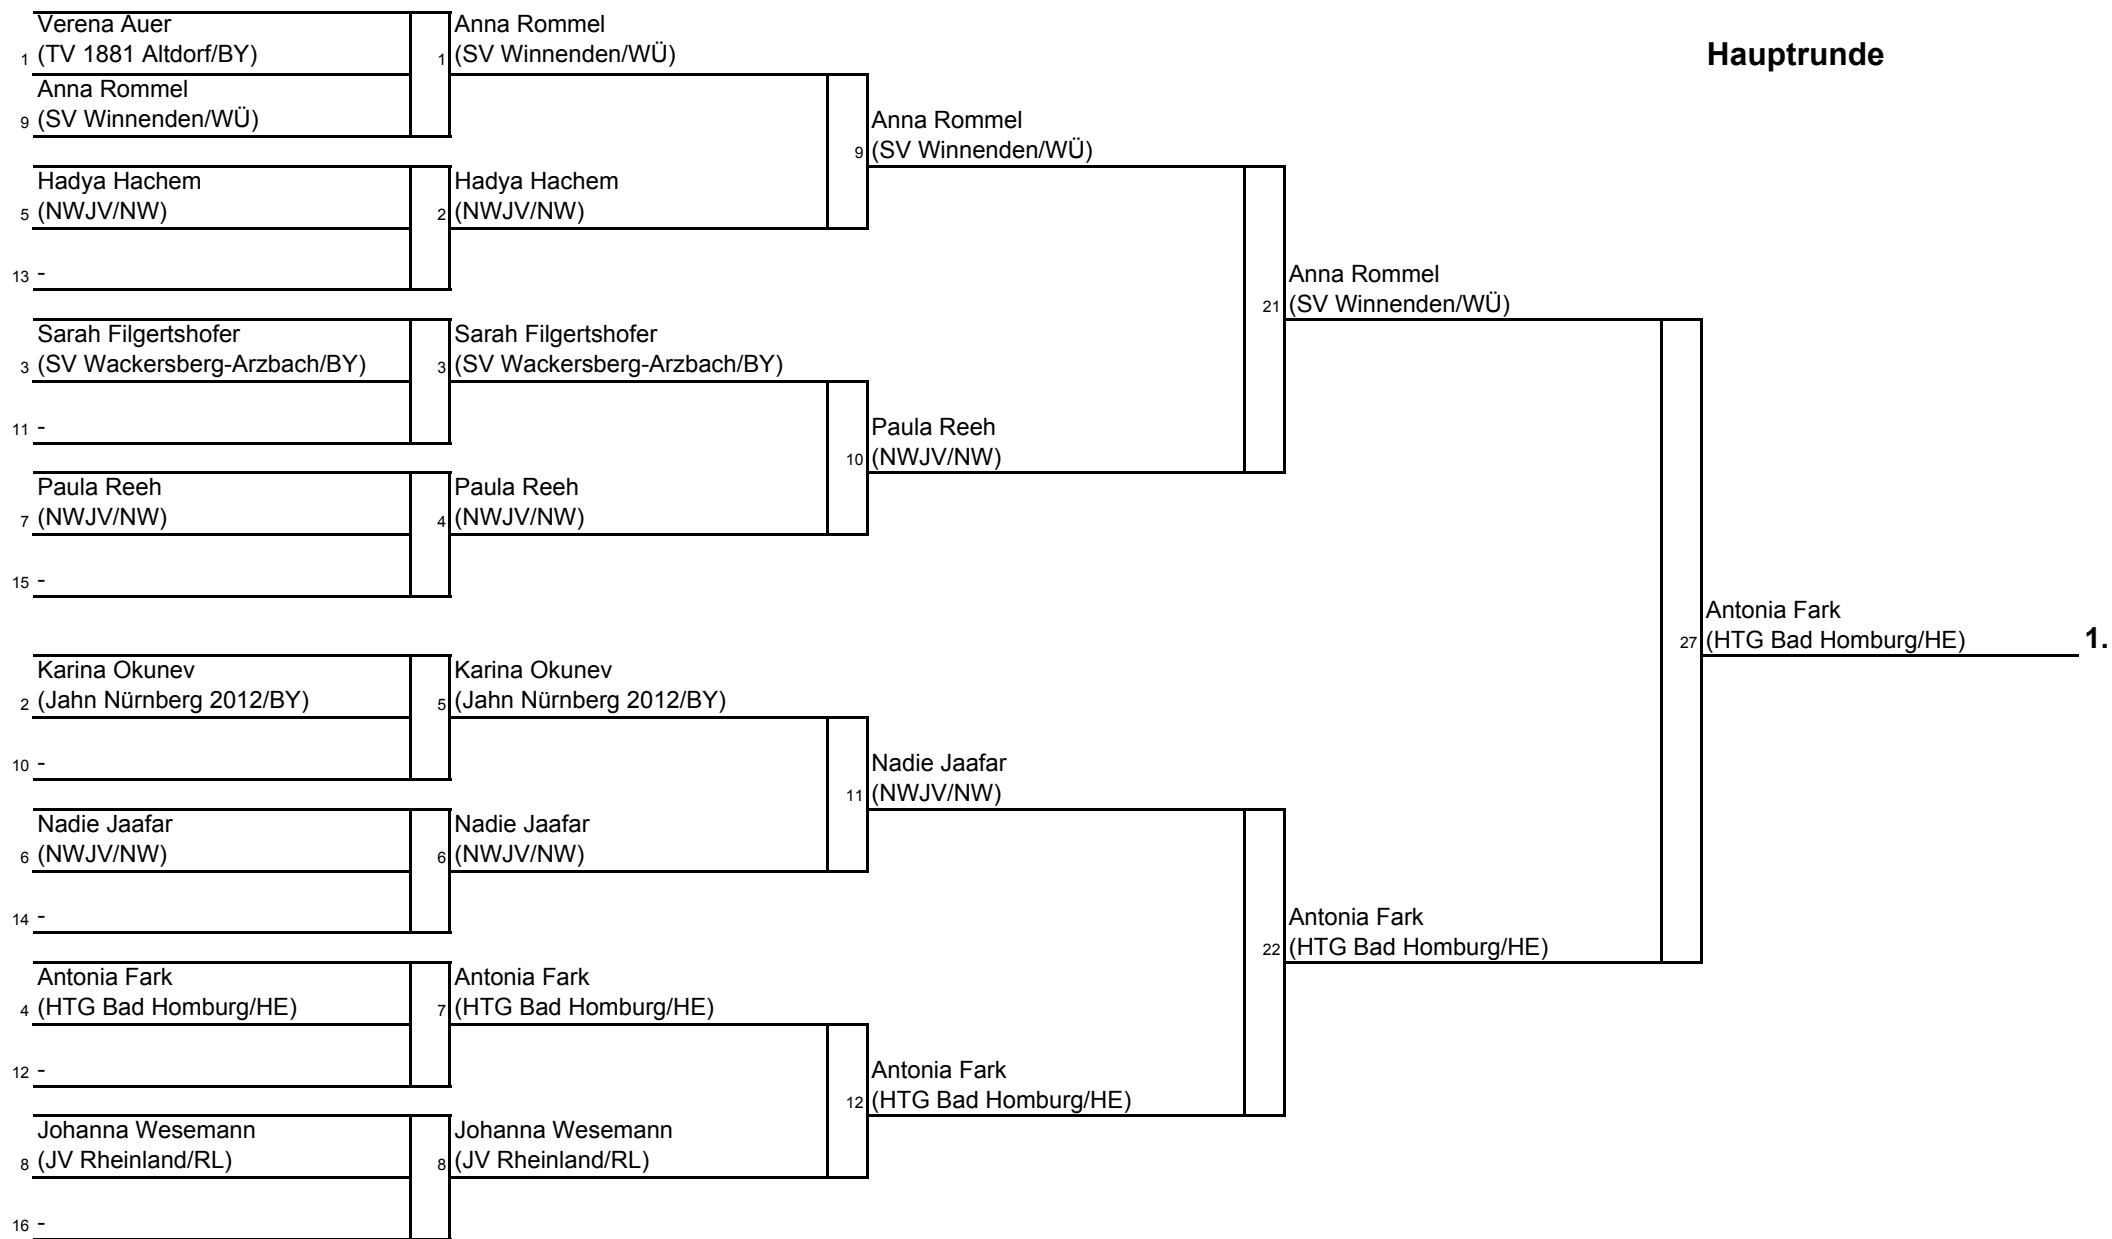 Hauptrunde
Verena Auer
1 (TV 1881 Altdorf/BY)
Anna Rommel
9 (SV Winnenden/WÜ)
Hadya Hachem
5 (NWJV/NW)
13 -
Sarah Filgertshofer
3 (SV Wackersberg-Arzbach/BY)
11 -
Paula Reeh
7 (NWJV/NW)
15 -
Karina Okunev
2 (Jahn Nürnberg 2012/BY)
10 -
Nadie Jaafar
6 (NWJV/NW)
14 -
Antonia Fark
4 (HTG Bad Homburg/HE)
12 -
Johanna Wesemann
8 (JV Rheinland/RL)
16 -
Anna Rommel
1 (SV Winnenden/WÜ)
Hadya Hachem
2 (NWJV/NW)
Sarah Filgertshofer
3 (SV Wackersberg-Arzbach/BY)
Paula Reeh
4 (NWJV/NW)
Karina Okunev
5 (Jahn Nürnberg 2012/BY)
Nadie Jaafar
6 (NWJV/NW)
Antonia Fark
7 (HTG Bad Homburg/HE)
Johanna Wesemann
8 (JV Rheinland/RL)
Anna Rommel
9 (SV Winnenden/WÜ)
Paula Reeh
10 (NWJV/NW)
Nadie Jaafar
11 (NWJV/NW)
Antonia Fark
12 (HTG Bad Homburg/HE)
Anna Rommel
21 (SV Winnenden/WÜ)
Antonia Fark
22 (HTG Bad Homburg/HE)
Antonia Fark
27 (HTG Bad Homburg/HE) 1.